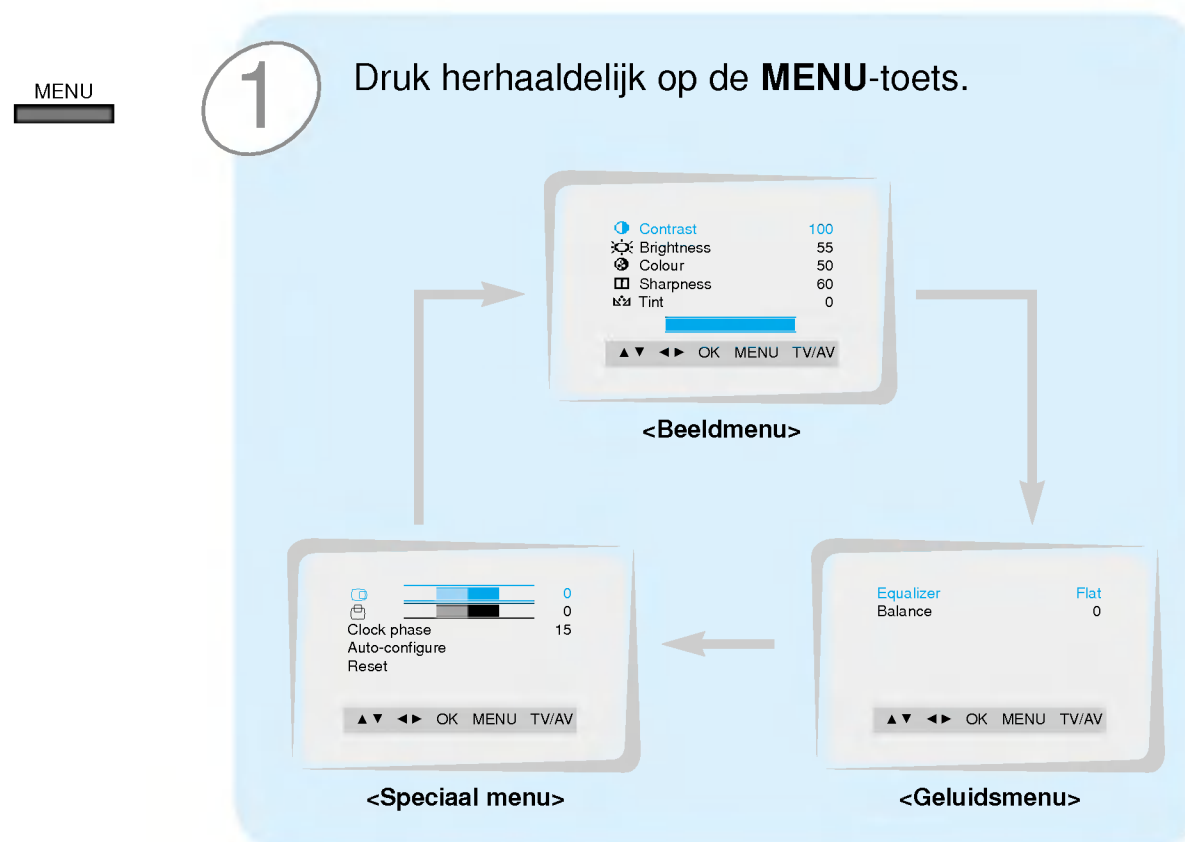 MENU
1
Druk herhaaldelijk op de MENU-toets.
Contrast 100
Brightness 55
Colour 50
Sharpness 60
Tint 0
▲▼ ◄► OK MENU TV/AV
<Beeldmenu>
0
0
Clock phase 15
Auto-configure
Reset
▲▼ ◄► OK MENU TV/AV
<Speciaal menu>
Equalizer Flat
Balance 0
▲▼ ◄► OK MENU TV/AV
<Geluidsmenu>